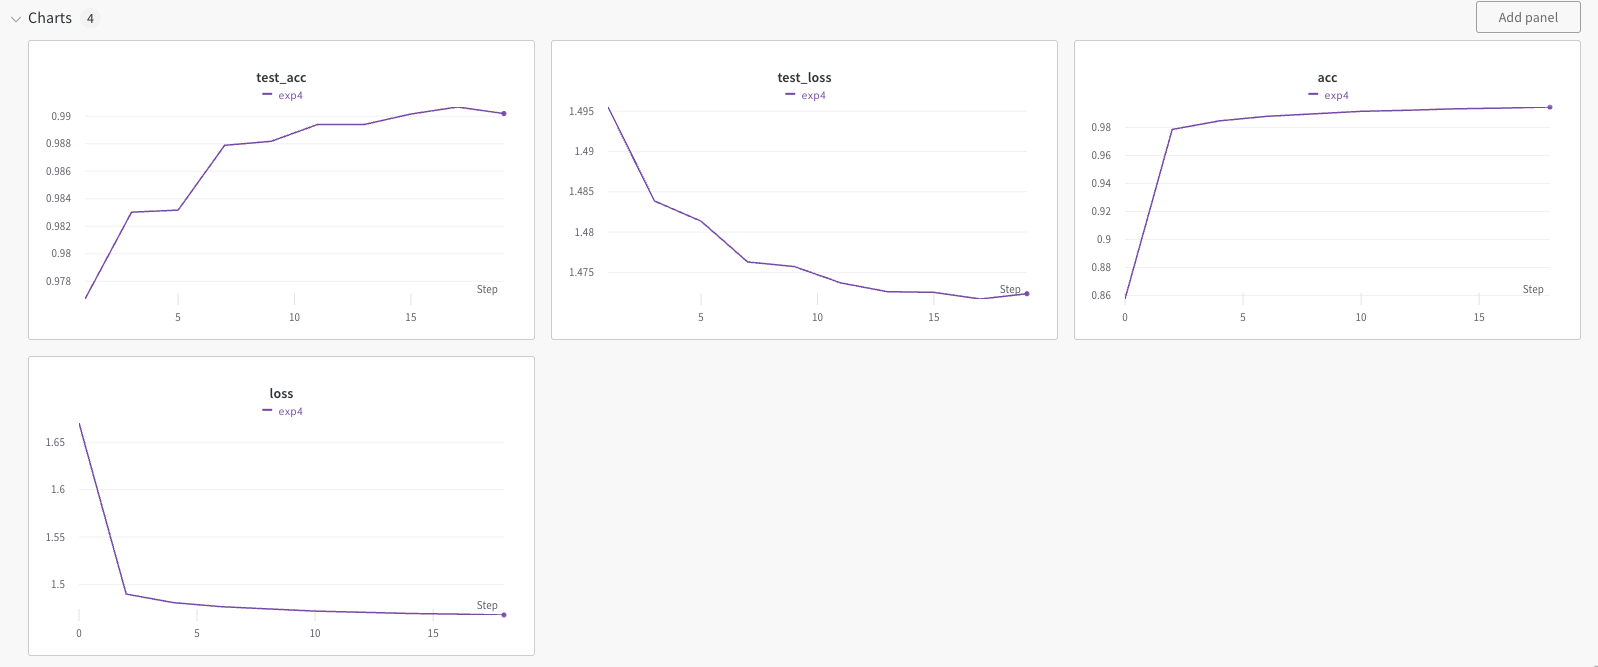 Charts 4
Add panel
test_acc
exp4
0.99
0.988
0.986
0.984
0.982
0.98
0.978
Step
5 10 15
test_loss
exp4
1.495
1.49
1.485
1.48
1.475
Step
5 10 15
acc
exp4
0.98
0.96
0.94
0.92
0.9
0.88
0.86
Step
0 5 10 15
loss
exp4
1.65
1.6
1.55
1.5
Step
0 5 10 15